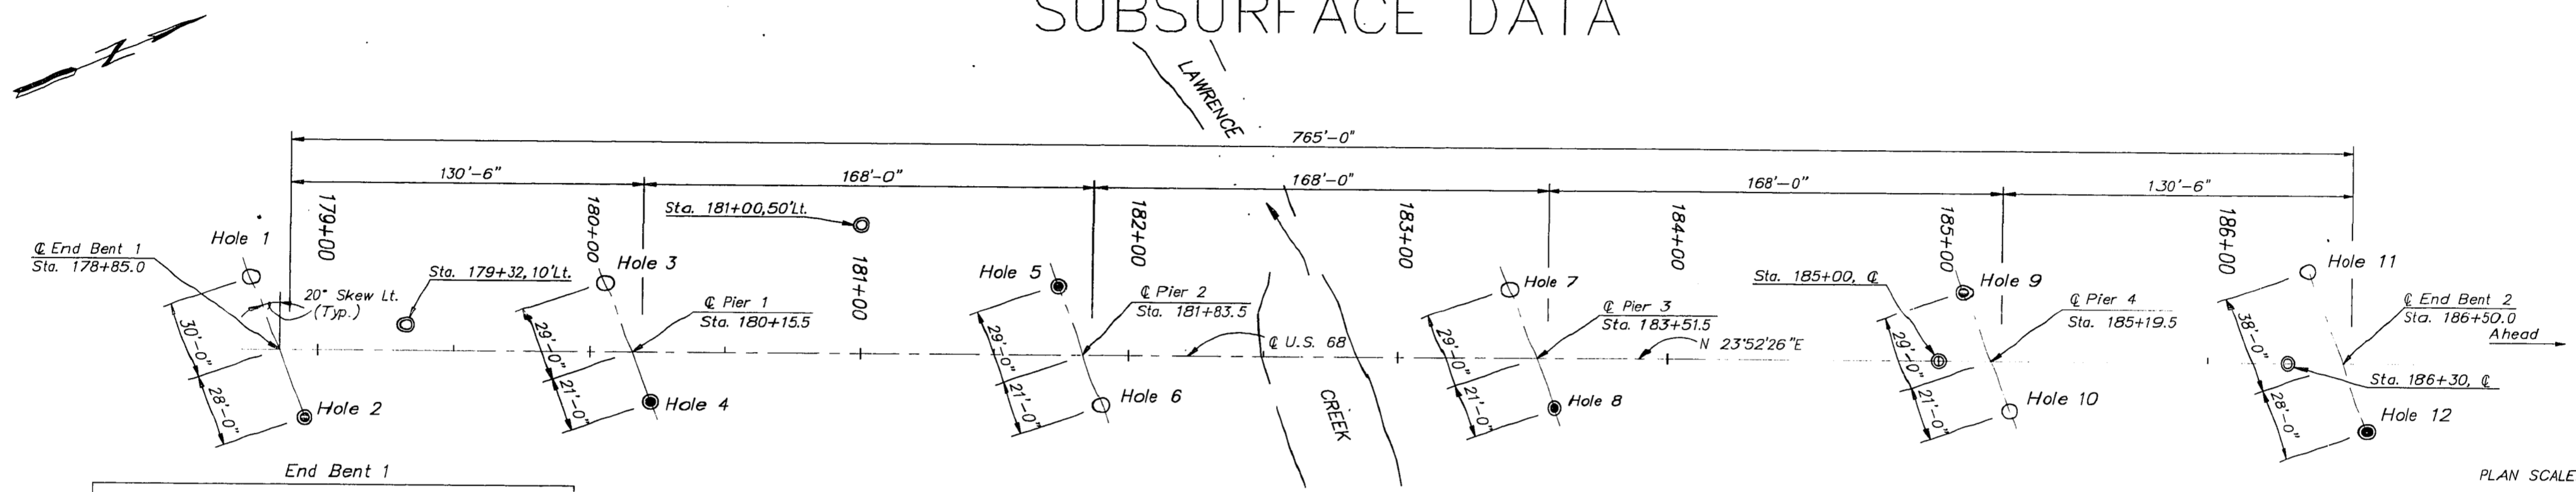 SUBSURFACE DATA
N
LAWRENCE
765'-0"
130'-6"
168'-0"
168'-0"
168'-0"
130'-6"
179+00
180+00
Sta. 181+00,50'Lt.
181+00
182+00
183+00
184+00
185+00
186+00
℄ End Bent 1
Sta. 178+85.0
Hole 1
20° Skew Lt.
(Typ.)
Sta. 179+32, 10'Lt.
Hole 3
℄ Pier 1
Sta. 180+15.5
Hole 5
℄ Pier 2
Sta. 181+83.5
℄ U.S. 68
Hole 7
℄ Pier 3
Sta. 183+51.5
N 23°52'26"E
Sta. 185+00, ℄
Hole 9
℄ Pier 4
Sta. 185+19.5
Hole 11
℄ End Bent 2
Sta. 186+50.0
Ahead
Sta. 186+30, ℄
30'-0"
28'-0"
Hole 2
29'-0"
21'-0"
Hole 4
29'-0"
21'-0"
Hole 6
CREEK
29'-0"
21'-0"
Hole 8
29'-0"
21'-0"
Hole 10
38'-0"
28'-0"
Hole 12
End Bent 1
PLAN SCALE